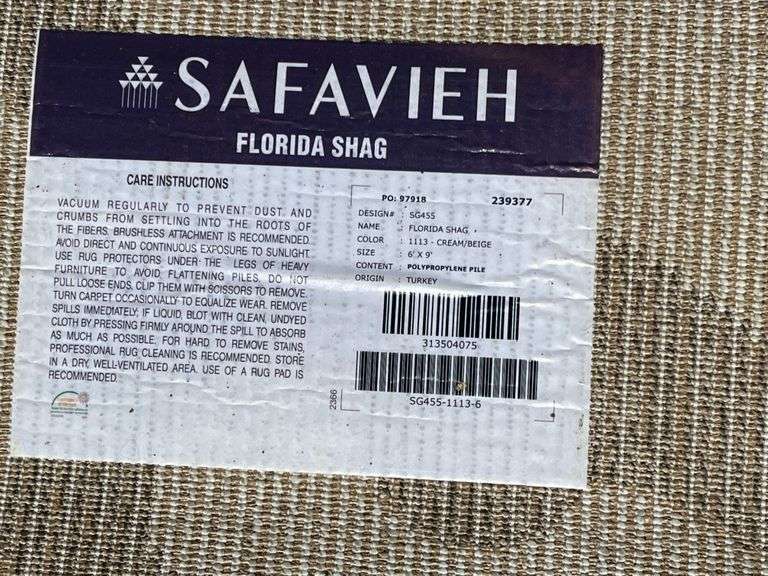 SAFAVIEH
FLORIDA SHAG
CARE INSTRUCTIONS
VACUUM REGULARLY TO PREVENT DUST AND
CRUMBS FROM SETTLING INTO THE ROOTS OF
THE FIBERS. BRUSHLESS ATTACHMENT IS RECOMMENDED.
AVOID DIRECT AND CONTINUOUS EXPOSURE TO SUNLIGHT
USE RUG PROTECTORS UNDER THE LEGS OF HEAVY
FURNITURE TO AVOID FLATTENING PILES. DO NOT
PULL LOOSE ENDS. CLIP THEM WITH SCISSORS TO REMOVE.
TURN CARPET OCCASIONALLY TO EQUALIZE WEAR. REMOVE
SPILLS IMMEDIATELY, IF LIQUID, BLOT WITH CLEAN, UNDYED
CLOTH BY PRESSING FIRMLY AROUND THE SPILL TO ABSORB
AS MUCH AS POSSIBLE. FOR HARD TO REMOVE STAINS,
PROFESSIONAL RUG CLEANING IS RECOMMENDED. STORE
IN A DRY, WELL-VENTILATED AREA. USE OF A RUG PAD IS
RECOMMENDED.
PO: 97918 239377
DESIGN# : SG455
NAME : FLORIDA SHAG
COLOR : 1113 - CREAM/BEIGE
SIZE : 6' X 9'
CONTENT : POLYPROPYLENE PILE
ORIGIN : TURKEY
313504075
SG455-1113-6
2366